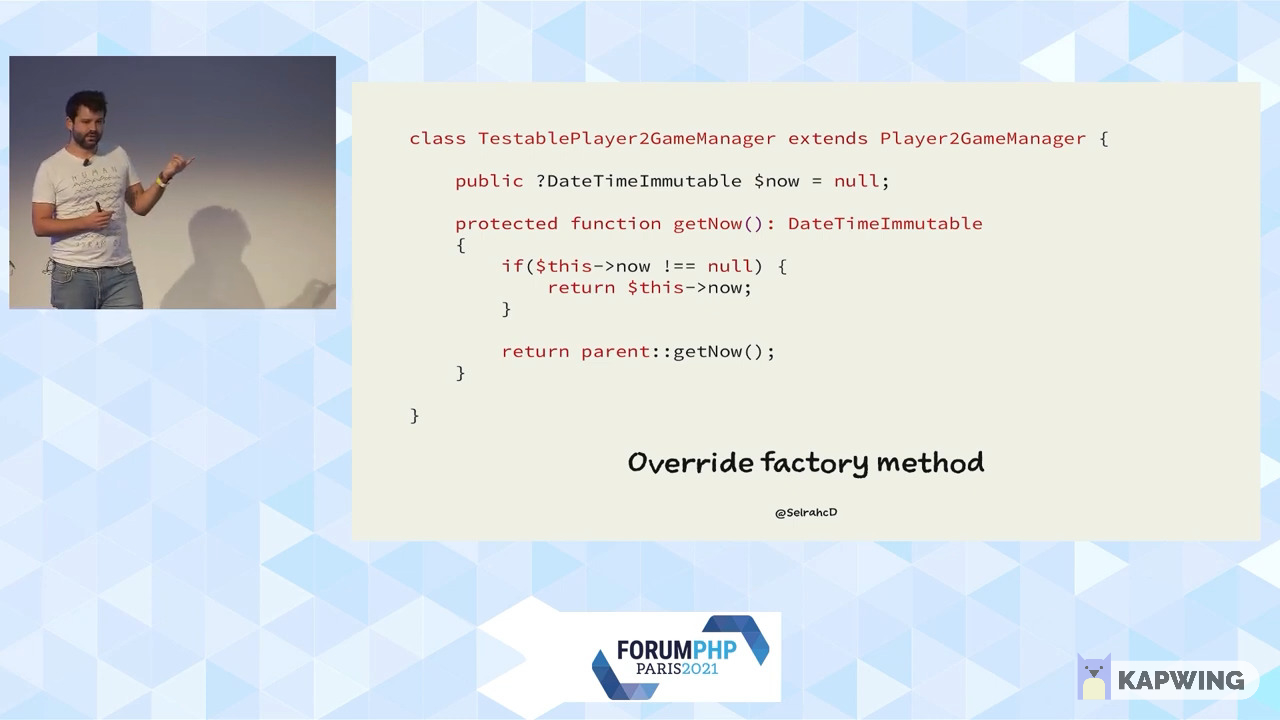 HUMAN
class TestablePlayer2GameManager extends Player2GameManager {
public ?DateTimeImmutable $now = null;
protected function getNow(): DateTimeImmutable
{
if($this->now !== null) {
return $this->now;
}
return parent::getNow();
}
}
Override factory method
@SelrahcD
FORUMPHP
PARIS2021
KAPWING